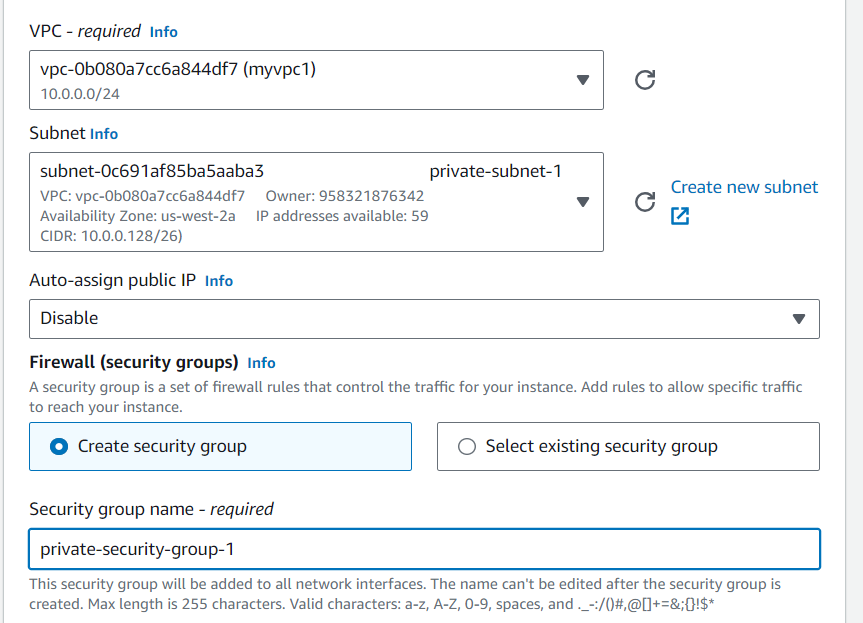 VPC - required Info
vpc-0b080a7cc6a844df7 (myvpc1)
10.0.0.0/24
Subnet Info
subnet-0c691af85ba5aaba3 private-subnet-1
VPC: vpc-0b080a7cc6a844df7 Owner: 958321876342
Availability Zone: us-west-2a IP addresses available: 59
CIDR: 10.0.0.128/26)
Create new subnet
Auto-assign public IP Info
Disable
Firewall (security groups) Info
A security group is a set of firewall rules that control the traffic for your instance. Add rules to allow specific traffic
to reach your instance.
Create security group
Select existing security group
Security group name - required
private-security-group-1
This security group will be added to all network interfaces. The name can't be edited after the security group is
created. Max length is 255 characters. Valid characters: a-z, A-Z, 0-9, spaces, and ._-:/()#,@[]+=&;{}!$*